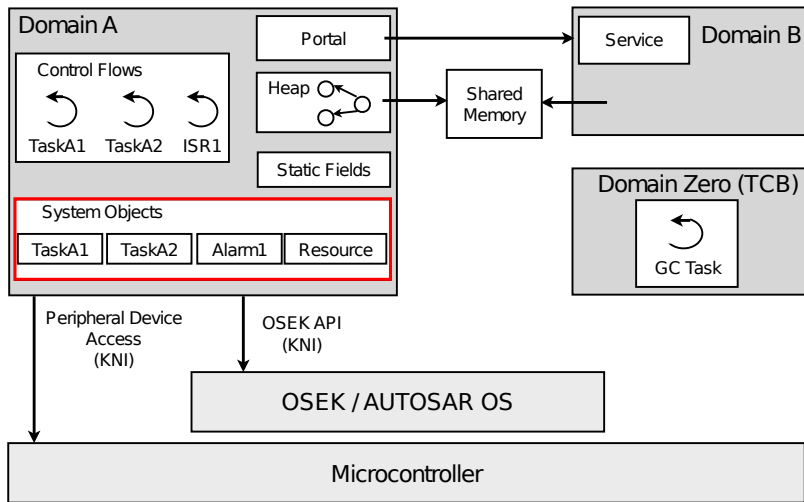 Domain A
Portal
Service
Domain B
Control Flows
TaskA1
TaskA2
ISR1
Heap
Shared
Memory
Static Fields
Domain Zero (TCB)
GC Task
System Objects
TaskA1
TaskA2
Alarm1
Resource
Peripheral Device
Access
(KNI)
OSEK API
(KNI)
OSEK / AUTOSAR OS
Microcontroller